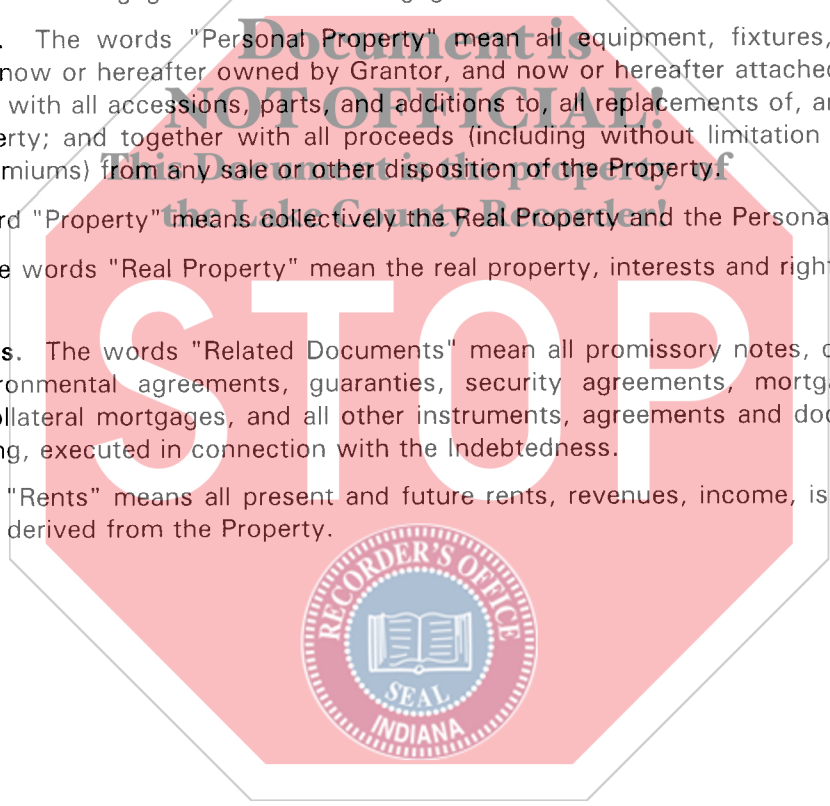 . The words "Personal Property" mean all equipment, fixtures,
now or hereafter owned by Grantor, and now or hereafter attached
with all accessions, parts, and additions to, all replacements of, an
erty; and together with all proceeds (including without limitation
miums) from any sale or other disposition of the Property.
rd "Property" means collectively the Real Property and the Persona
e words "Real Property" mean the real property, interests and right
s. The words "Related Documents" mean all promissory notes, c
ronmental agreements, guaranties, security agreements, mortga
ollateral mortgages, and all other instruments, agreements and doc
ng, executed in connection with the Indebtedness.
"Rents" means all present and future rents, revenues, income, is
derived from the Property.
Document is
NOT OFFICIAL!
This Document is the property of
the Lake County Recorder!
STOP
RECORDER'S OFFICE
SEAL
INDIANA